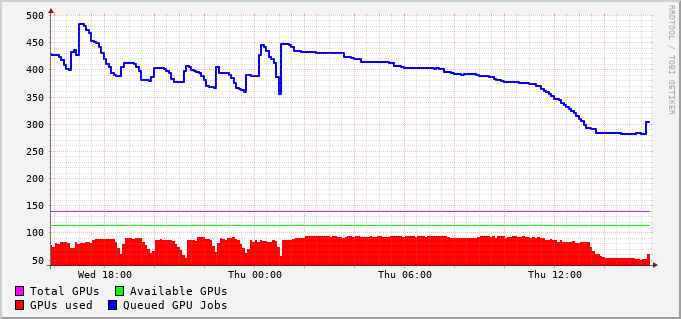 500
450
400
350
300
250
200
150
100
50
Wed 18:00 Thu 00:00 Thu 06:00 Thu 12:00
Total GPUs Available GPUs
GPUs used Queued GPU Jobs
RRDTOOL / TOBI OETIKER